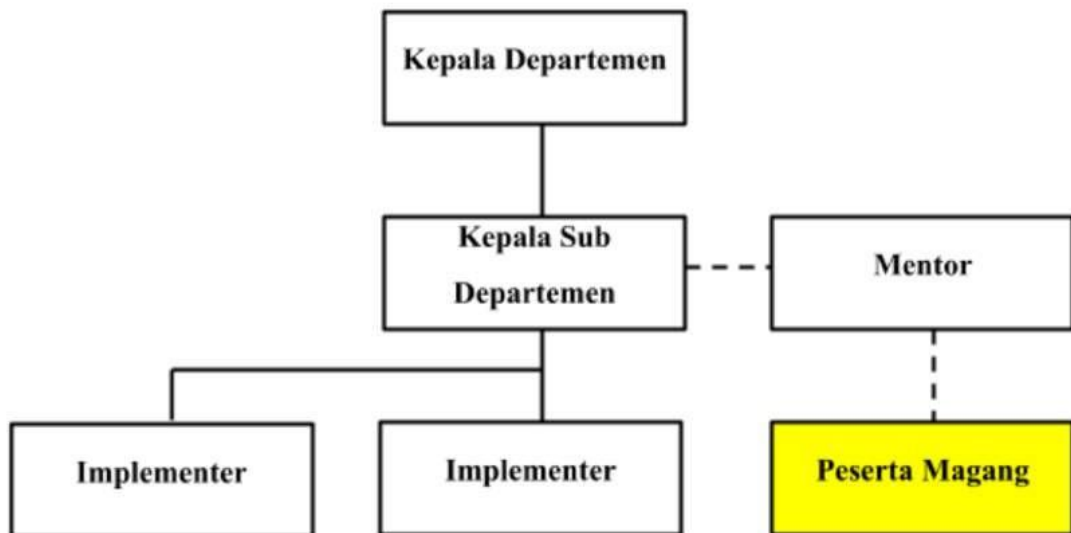 Kepala Departemen
Kepala Sub
Departemen
Mentor
Implementer
Implementer
Peserta Magang